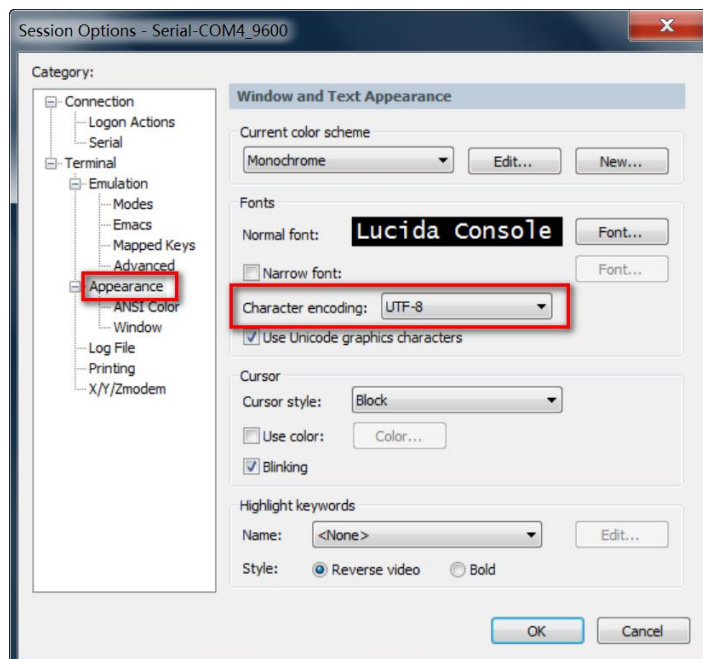 Session Options - Serial-COM4_9600
Category:
Connection
Logon Actions
Serial
Terminal
Emulation
Modes
Emacs
Mapped Keys
Advanced
Appearance
ANSI Color
Window
Log File
Printing
X/Y/Zmodem
Window and Text Appearance
Current color scheme
Monochrome Edit... New...
Fonts
Normal font: Lucida Console Font...
Narrow font: Font...
Character encoding: UTF-8
Use Unicode graphics characters
Cursor
Cursor style: Block
Use color: Color...
Blinking
Highlight keywords
Name: <None> Edit...
Style: Reverse video Bold
OK Cancel